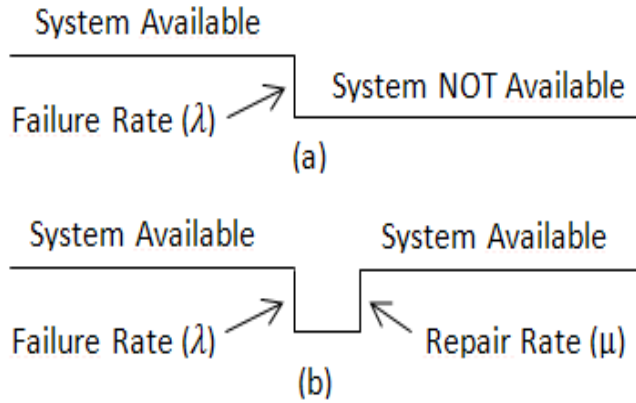 System Available
System NOT Available
Failure Rate (λ)
(a)
System Available
System Available
Failure Rate (λ)
Repair Rate (μ)
(b)